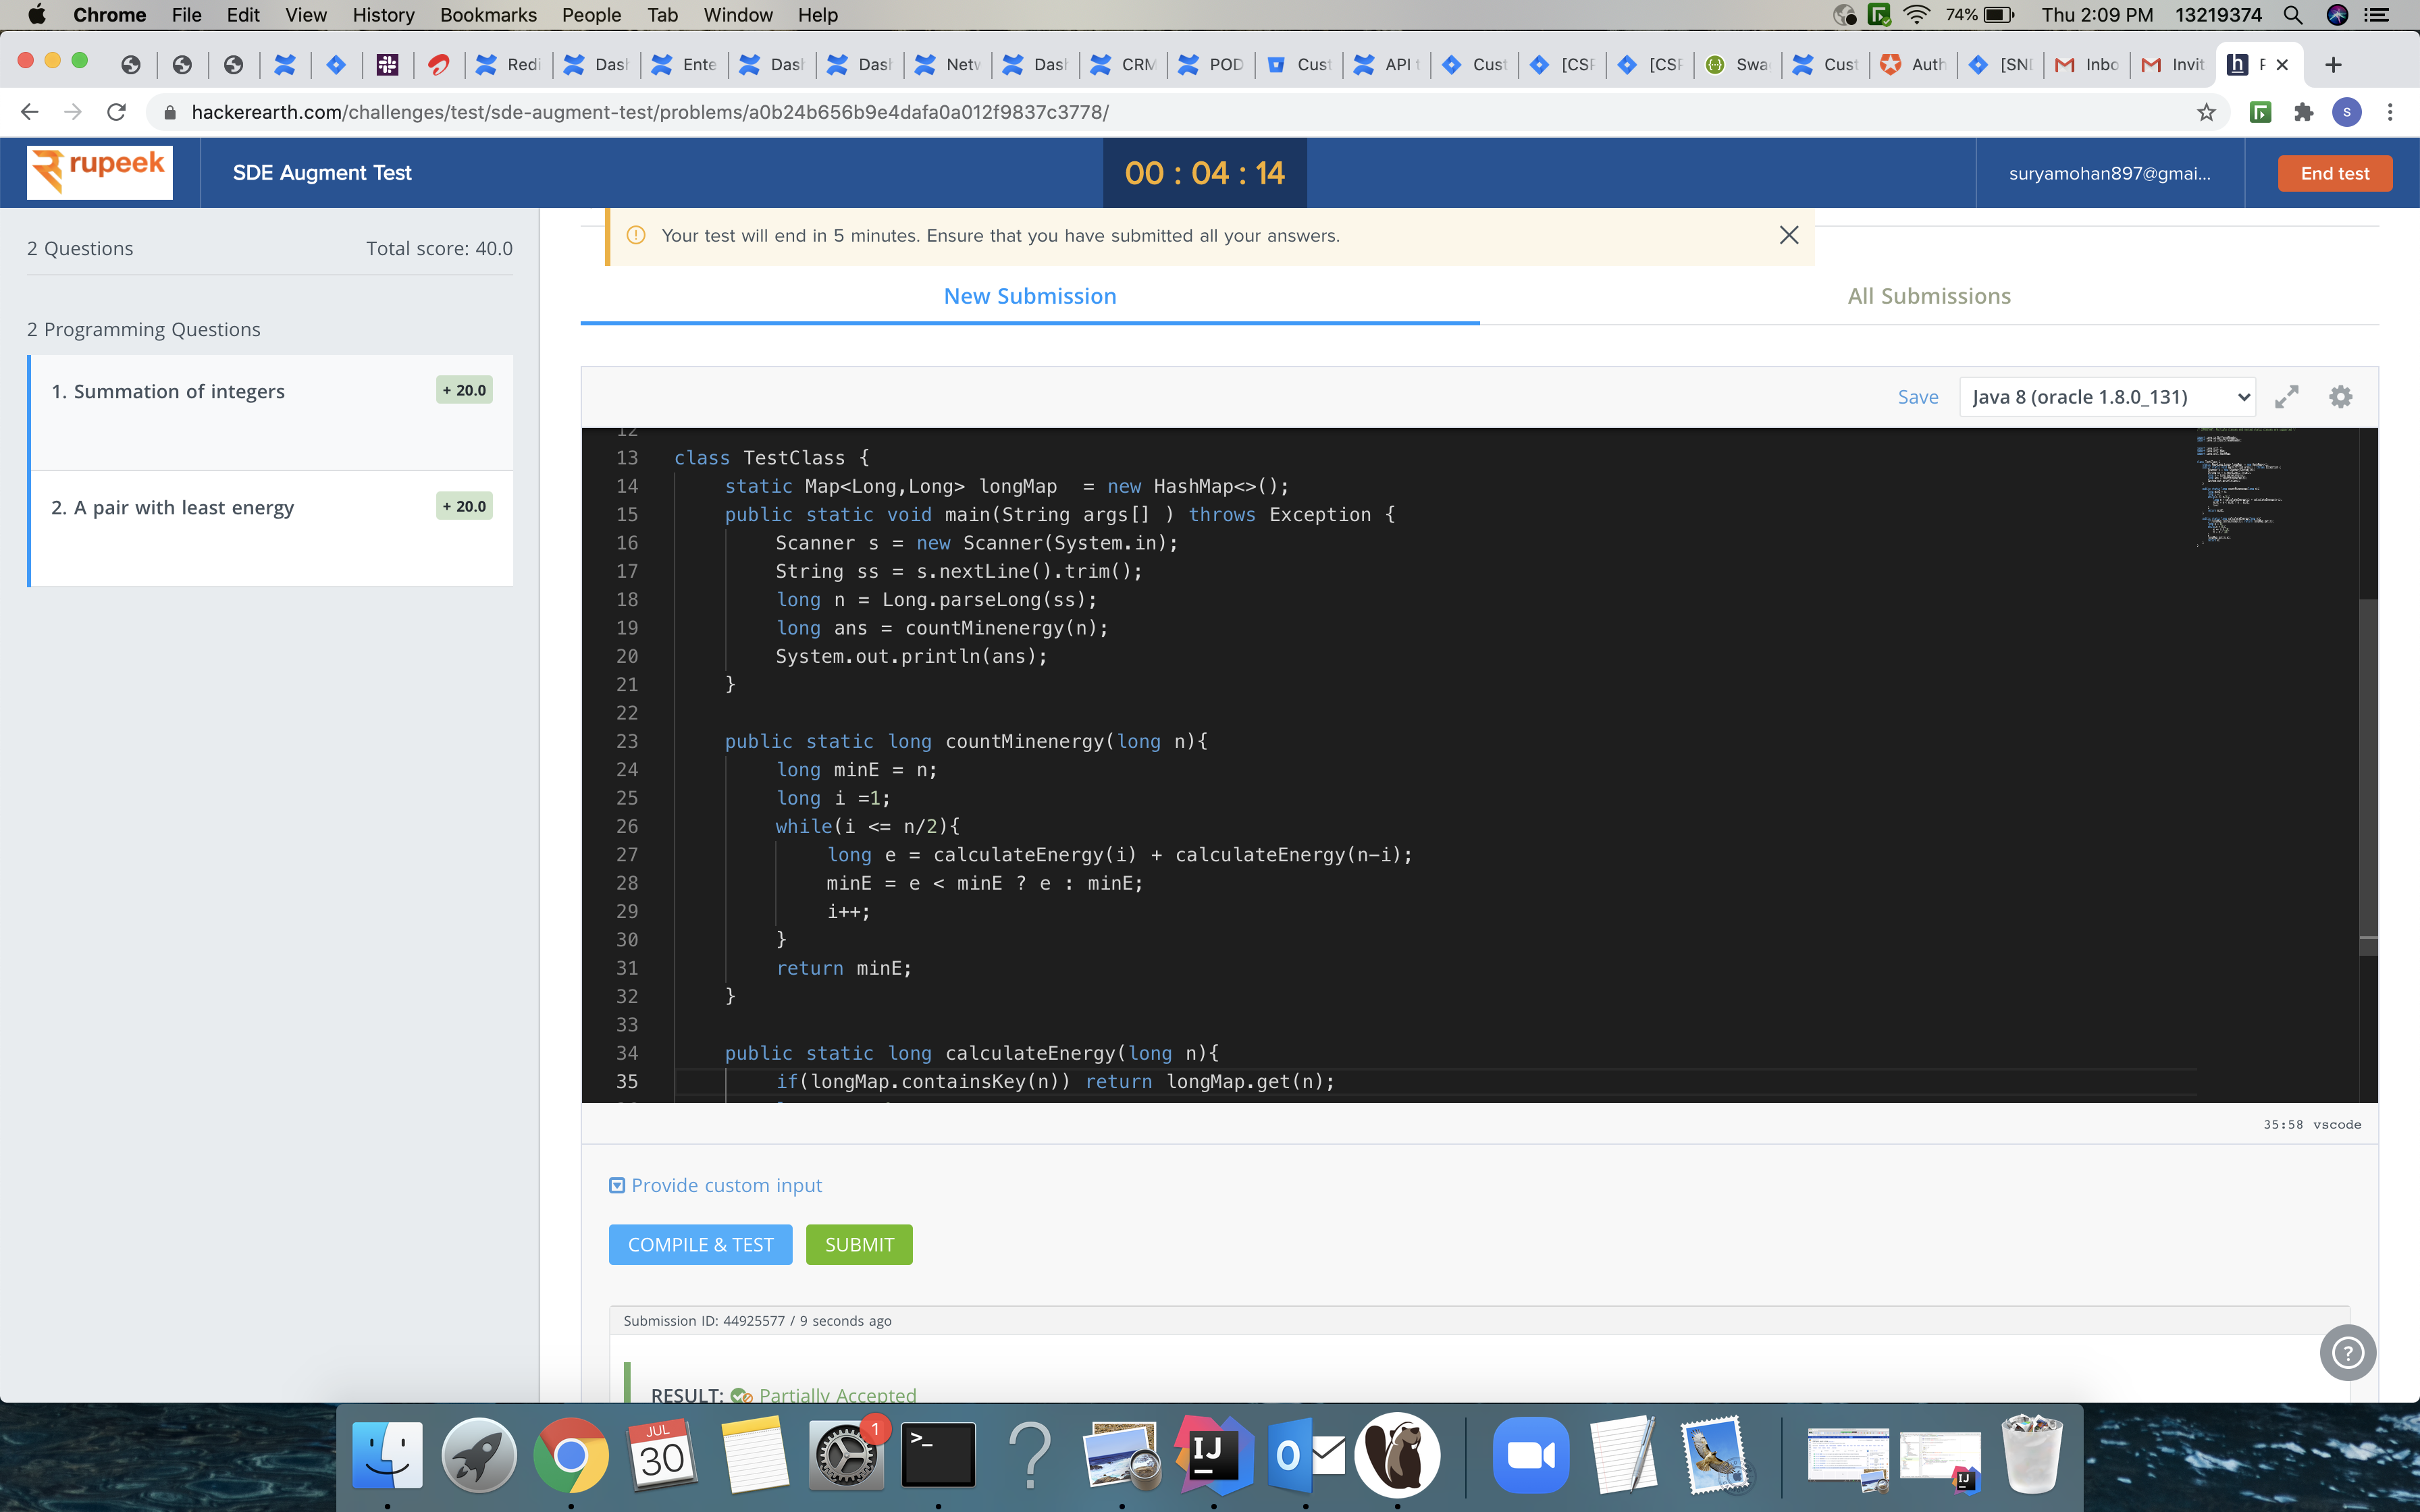 Chrome File Edit View History Bookmarks People Tab Window Help 74% Thu 2:09 PM 13219374
Redi Dash Ente Dash Dash Netw Dash CRM POD Cust API Cust [CSF [CSF Swa Cust Auth [SN Inbo Invit
hackerearth.com/challenges/test/sde-augment-test/problems/a0b24b656b9e4dafa0a012f9837c3778/ S
rupeek SDE Augment Test 00 : 04 : 14 suryamohan897@gmai... End test
Your test will end in 5 minutes. Ensure that you have submitted all your answers.
2 Questions Total score: 40.0
New Submission All Submissions
2 Programming Questions
1. Summation of integers + 20.0
2. A pair with least energy + 20.0
Save Java 8 (oracle 1.8.0_131)
12
13 class TestClass {
14 static Map<Long,Long> longMap = new HashMap<>();
15 public static void main(String args[] ) throws Exception {
16 Scanner s = new Scanner(System.in);
17 String ss = s.nextLine().trim();
18 long n = Long.parseLong(ss);
19 long ans = countMinenergy(n);
20 System.out.println(ans);
21 }
22
23 public static long countMinenergy(long n){
24 long minE = n;
25 long i =1;
26 while(i <= n/2){
27 long e = calculateEnergy(i) + calculateEnergy(n-i);
28 minE = e < minE ? e : minE;
29 i++;
30 }
31 return minE;
32 }
33
34 public static long calculateEnergy(long n){
35 if(longMap.containsKey(n)) return longMap.get(n);
35:58 vscode
Provide custom input
COMPILE & TEST SUBMIT
Submission ID: 44925577 / 9 seconds ago
RESULT: Partially Accepted
JUL
30
1